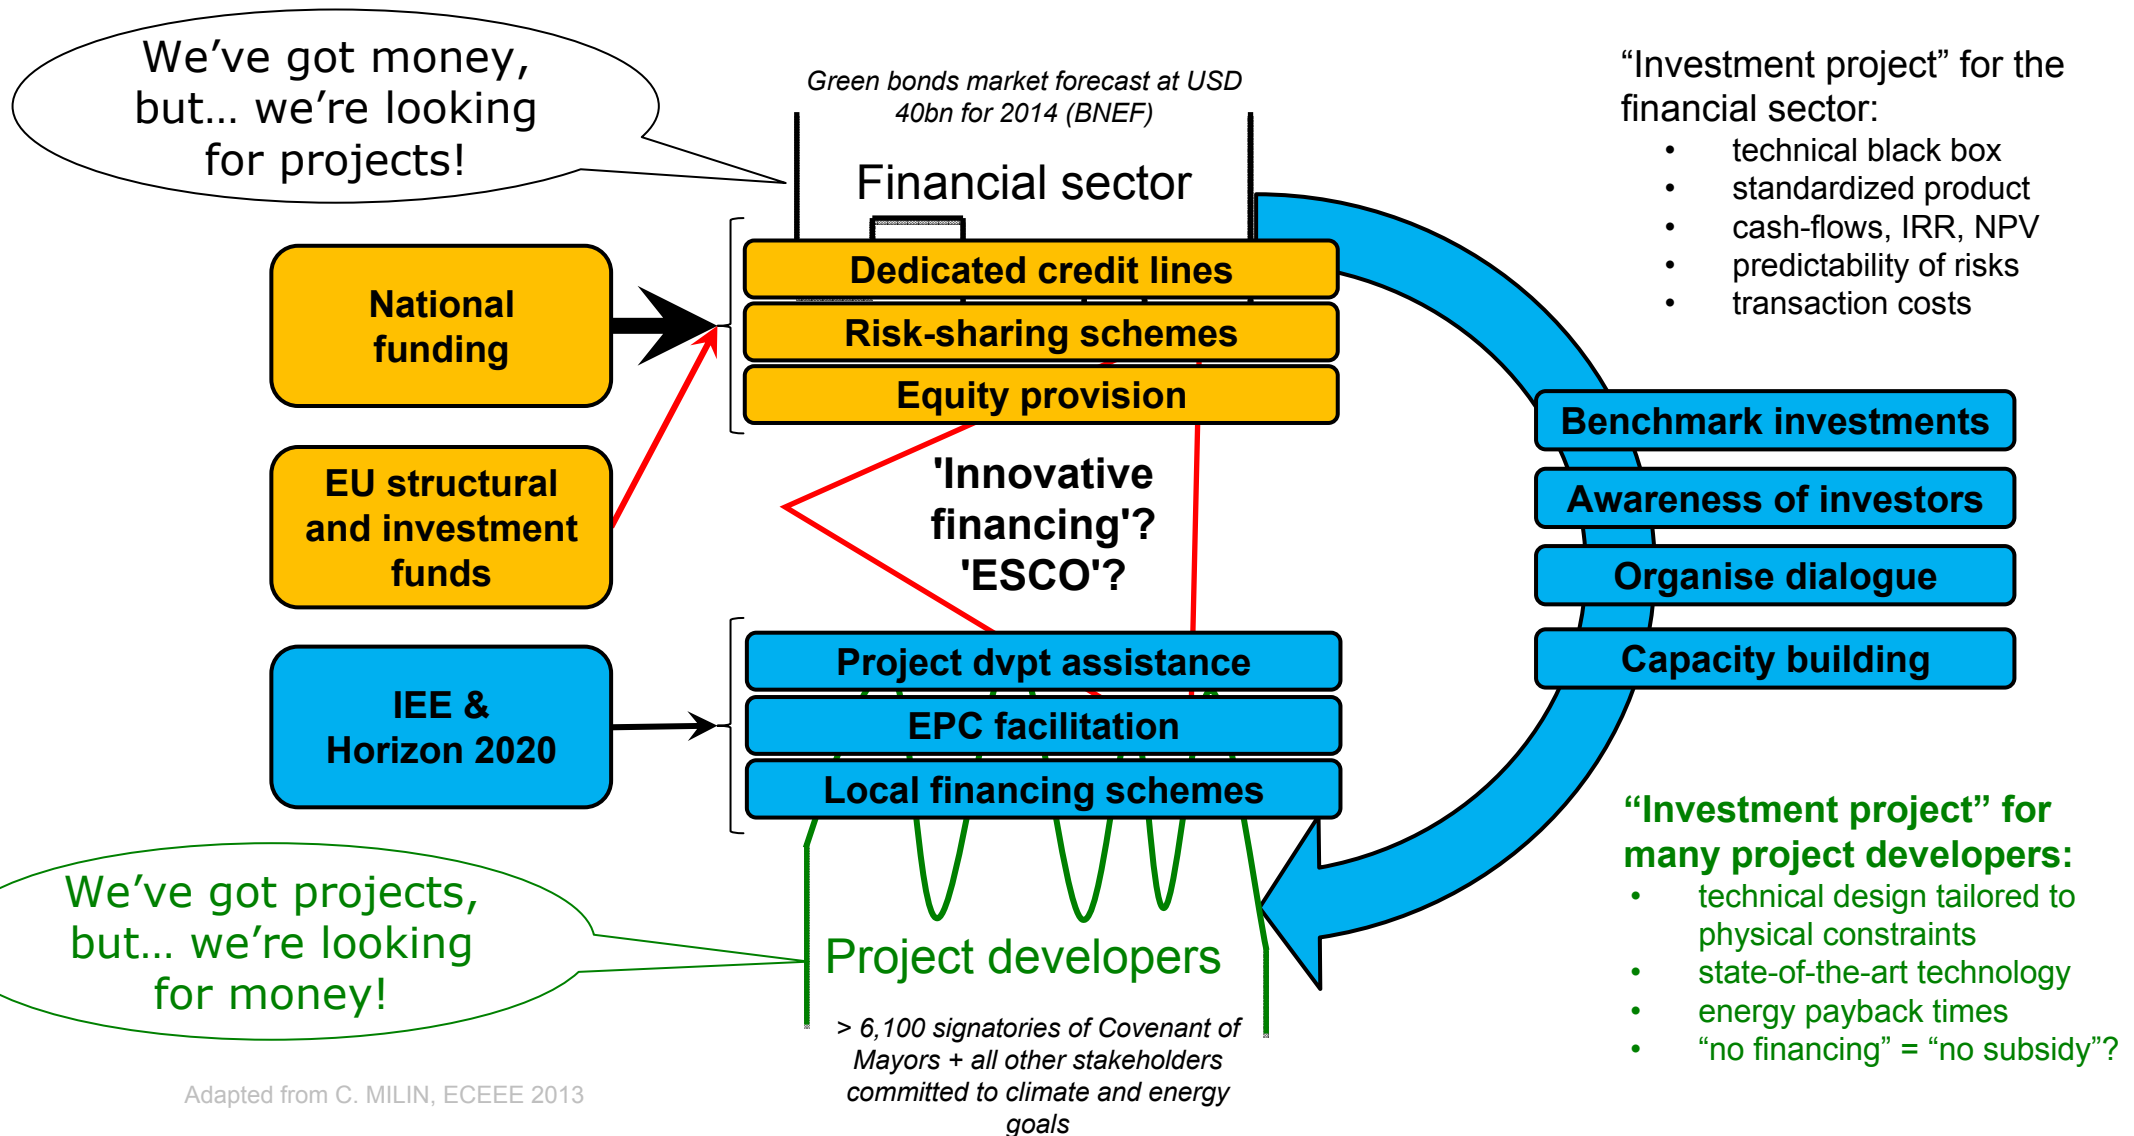 We've got money,
but... we're looking
for projects!
Green bonds market forecast at USD
40bn for 2014 (BNEF)
Financial sector
“Investment project” for the
financial sector:
• technical black box
• standardized product
• cash-flows, IRR, NPV
• predictability of risks
• transaction costs
National
funding
Dedicated credit lines
Risk-sharing schemes
Equity provision
EU structural
and investment
funds
'Innovative
financing'?
'ESCO'?
Benchmark investments
Awareness of investors
Organise dialogue
Capacity building
IEE &
Horizon 2020
Project dvpt assistance
EPC facilitation
Local financing schemes
We've got projects,
but... we're looking
for money!
Project developers
> 6,100 signatories of Covenant of
Mayors + all other stakeholders
committed to climate and energy
goals
“Investment project” for
many project developers:
• technical design tailored to
physical constraints
• state-of-the-art technology
• energy payback times
• “no financing” = “no subsidy”?
Adapted from C. MILIN, ECEEE 2013